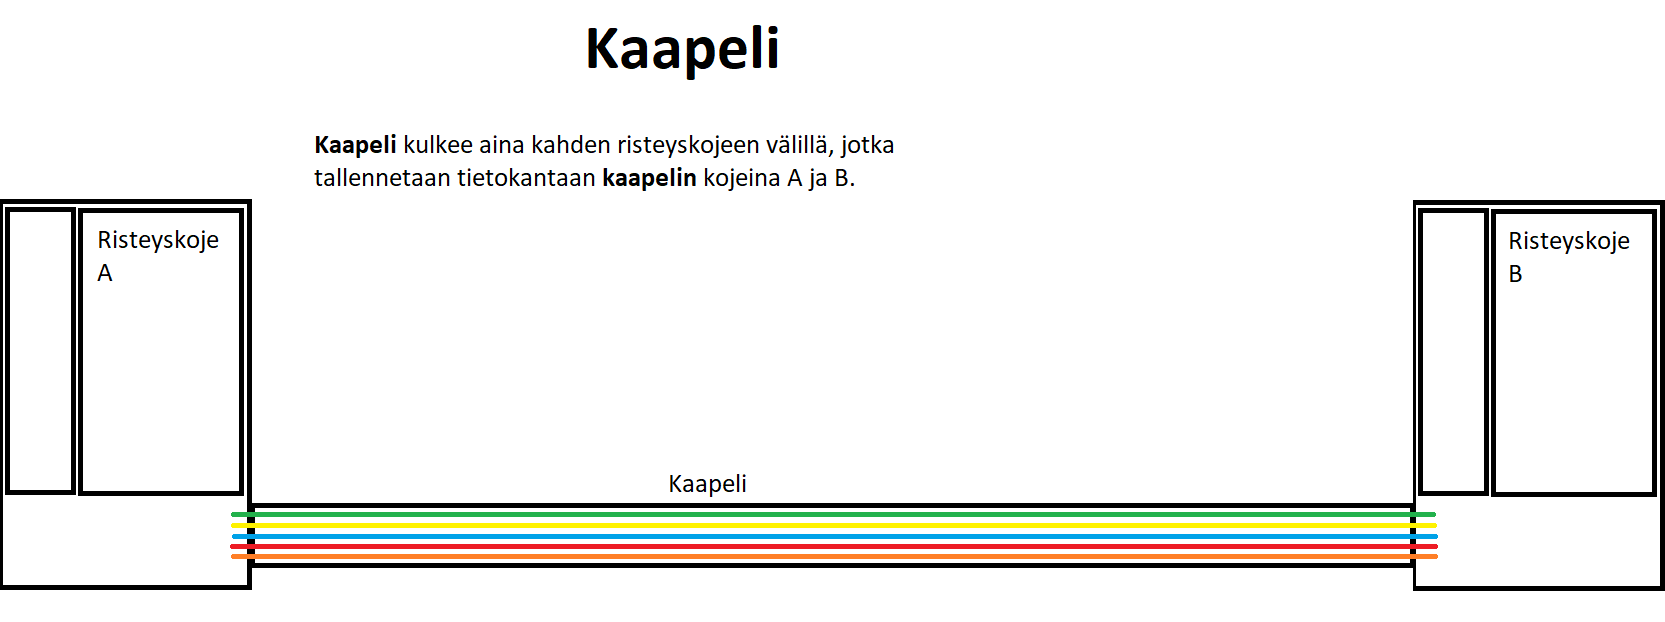 Kaapeli
Kaapeli kulkee aina kahden risteyskojeen välillä, jotka
tallennetaan tietokantaan kaapelin kojeina A ja B.
Risteyskoje
A
Risteyskoje
B
Kaapeli